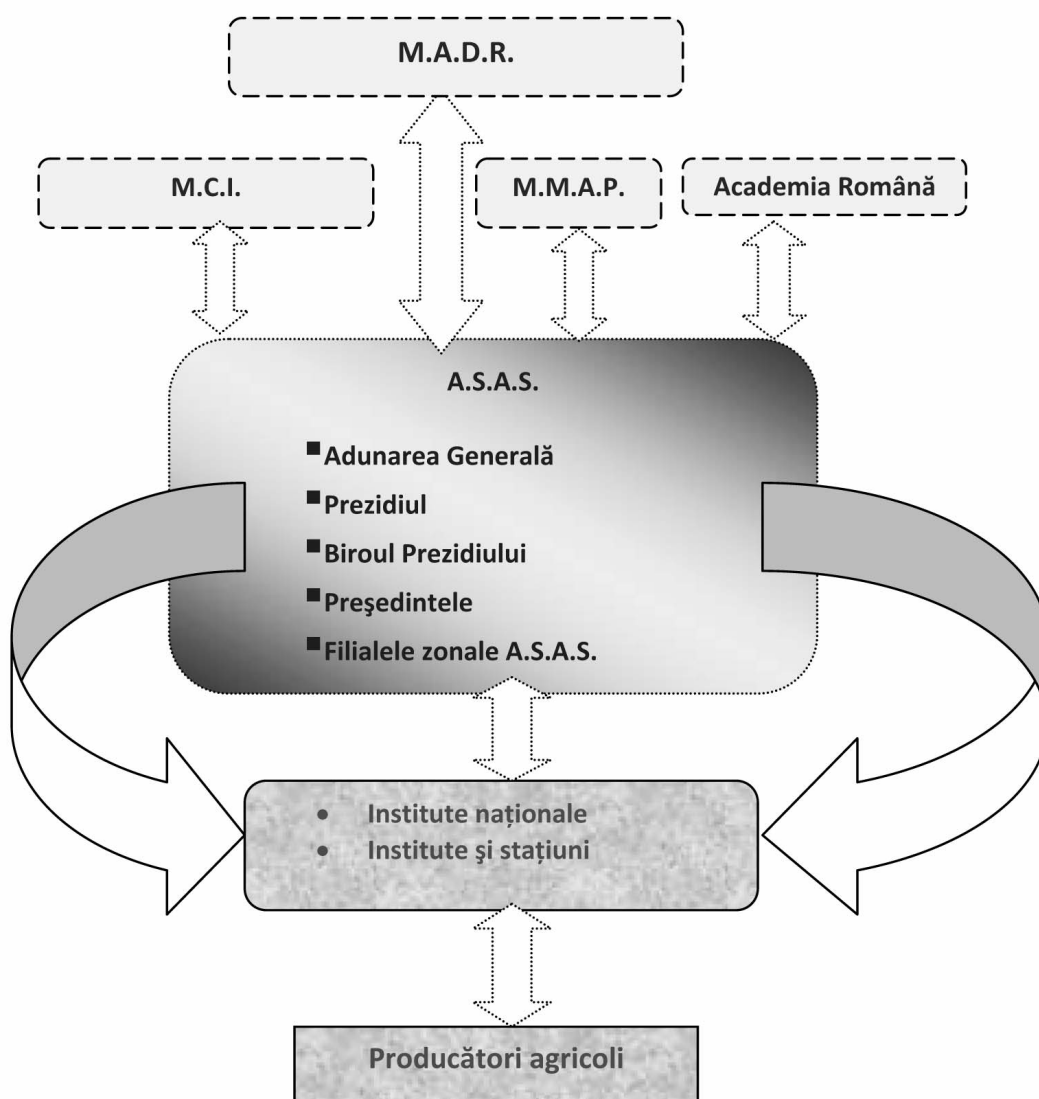 M.A.D.R.
M.C.I.
M.M.A.P.
Academia Română
A.S.A.S.
▪Adunarea Generală
▪Prezidiul
▪Biroul Prezidiului
▪Preşedintele
▪Filialele zonale A.S.A.S.
• Institute naționale
• Institute şi stațiuni
Producători agricoli